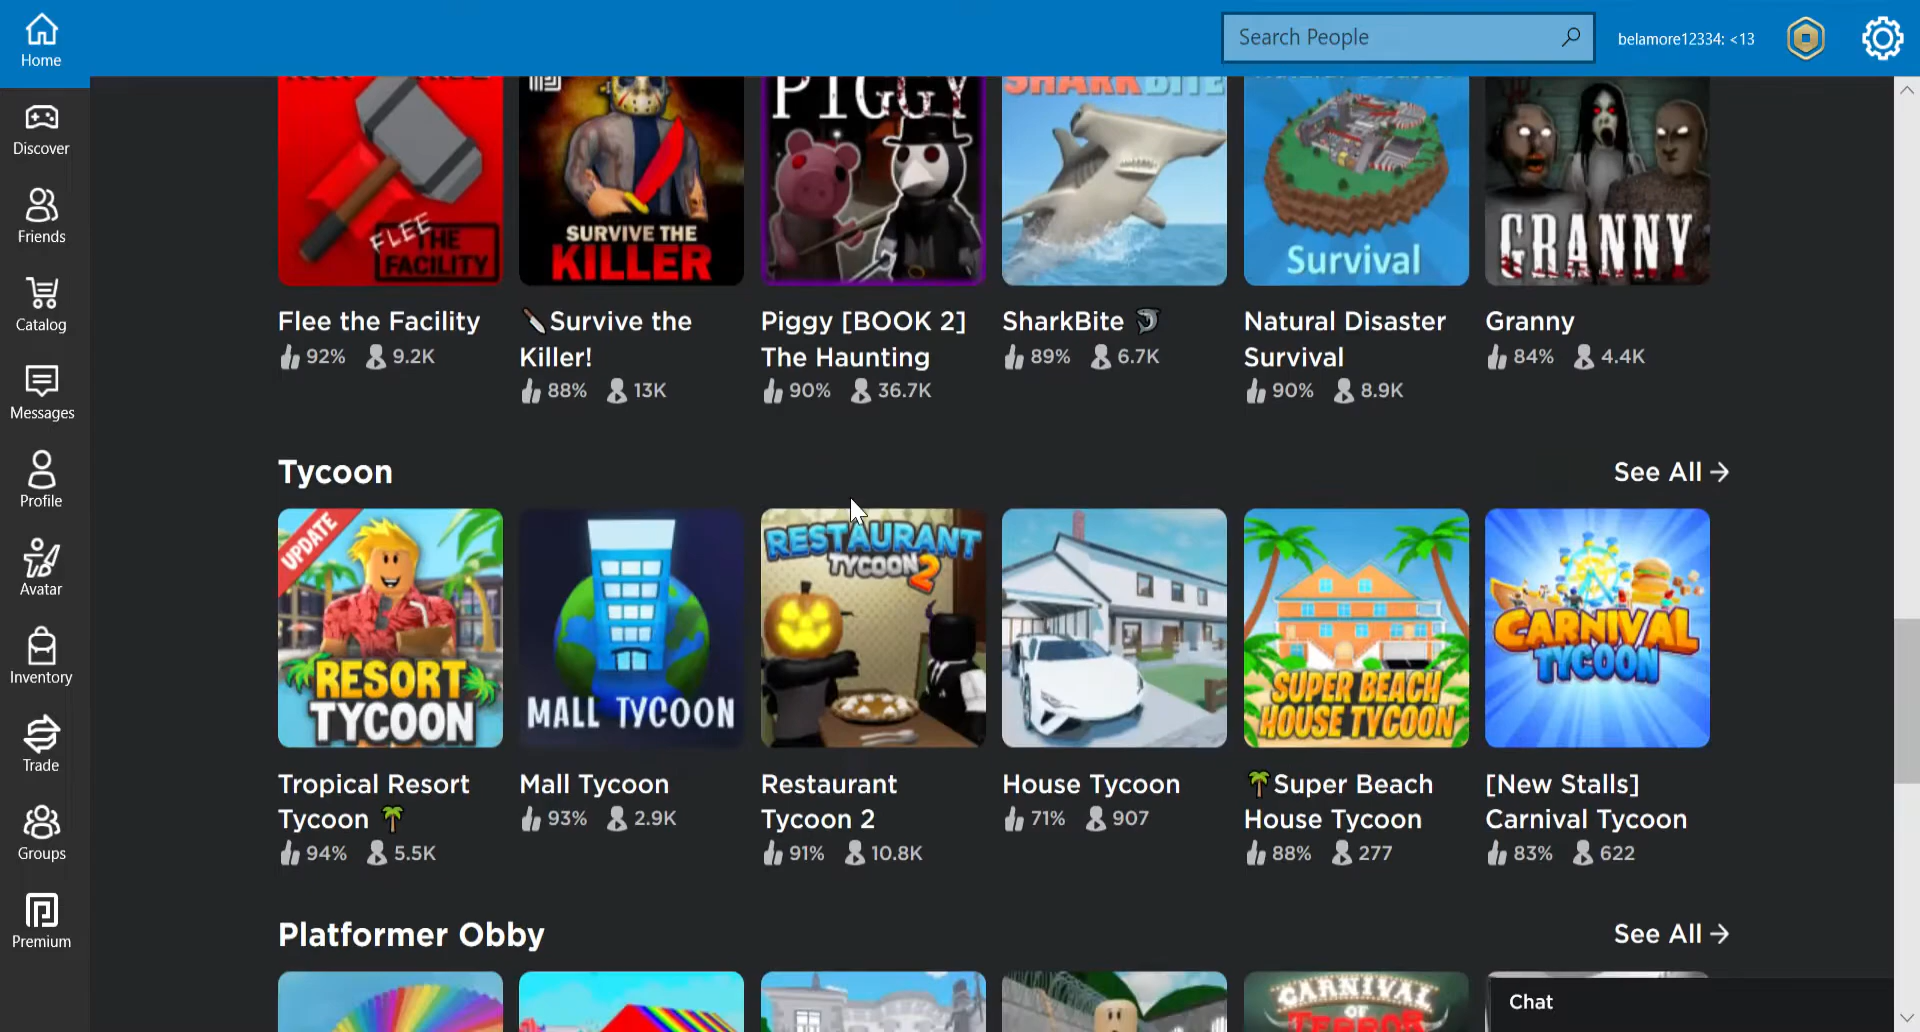 Home
Search People
belamore12334: <13
Discover
Friends
Catalog
Messages
Profile
Avatar
Inventory
Trade
Groups
Premium
FLEE THE FACILITY
SURVIVE THE
KILLER
PIGGY
SHARKBITE
Survival
GRANNY
Flee the Facility
92% 9.2K
Survive the
Killer!
88% 13K
Piggy [BOOK 2]
The Haunting
90% 36.7K
SharkBite
89% 6.7K
Natural Disaster
Survival
90% 8.9K
Granny
84% 4.4K
Tycoon
See All
UPDATE
RESORT
TYCOON
MALL TYCOON
RESTAURANT
TYCOON 2
SUPER BEACH
HOUSE TYCOON
CARNIVAL
TYCOON
Tropical Resort
Tycoon
94% 5.5K
Mall Tycoon
93% 2.9K
Restaurant
Tycoon 2
91% 10.8K
House Tycoon
71% 907
Super Beach
House Tycoon
88% 277
[New Stalls]
Carnival Tycoon
83% 622
Platformer Obby
See All
CARNIVAL
OF
TERROR
Chat